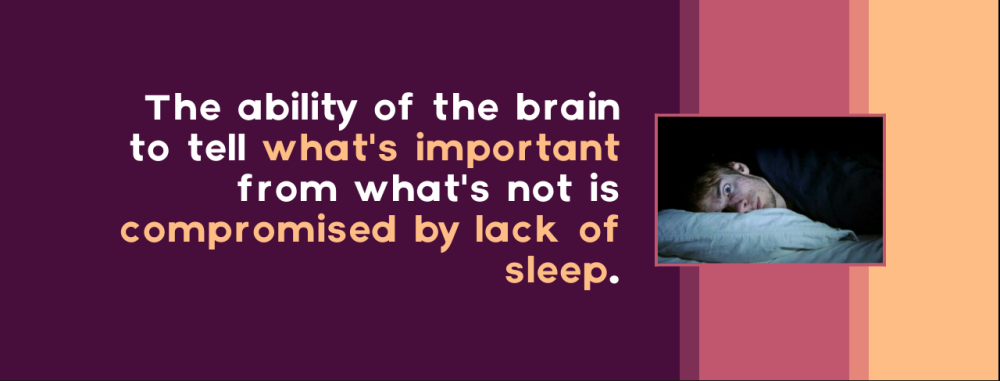 The ability of the brain
to tell what's important
from what's not is
compromised by lack of
sleep.